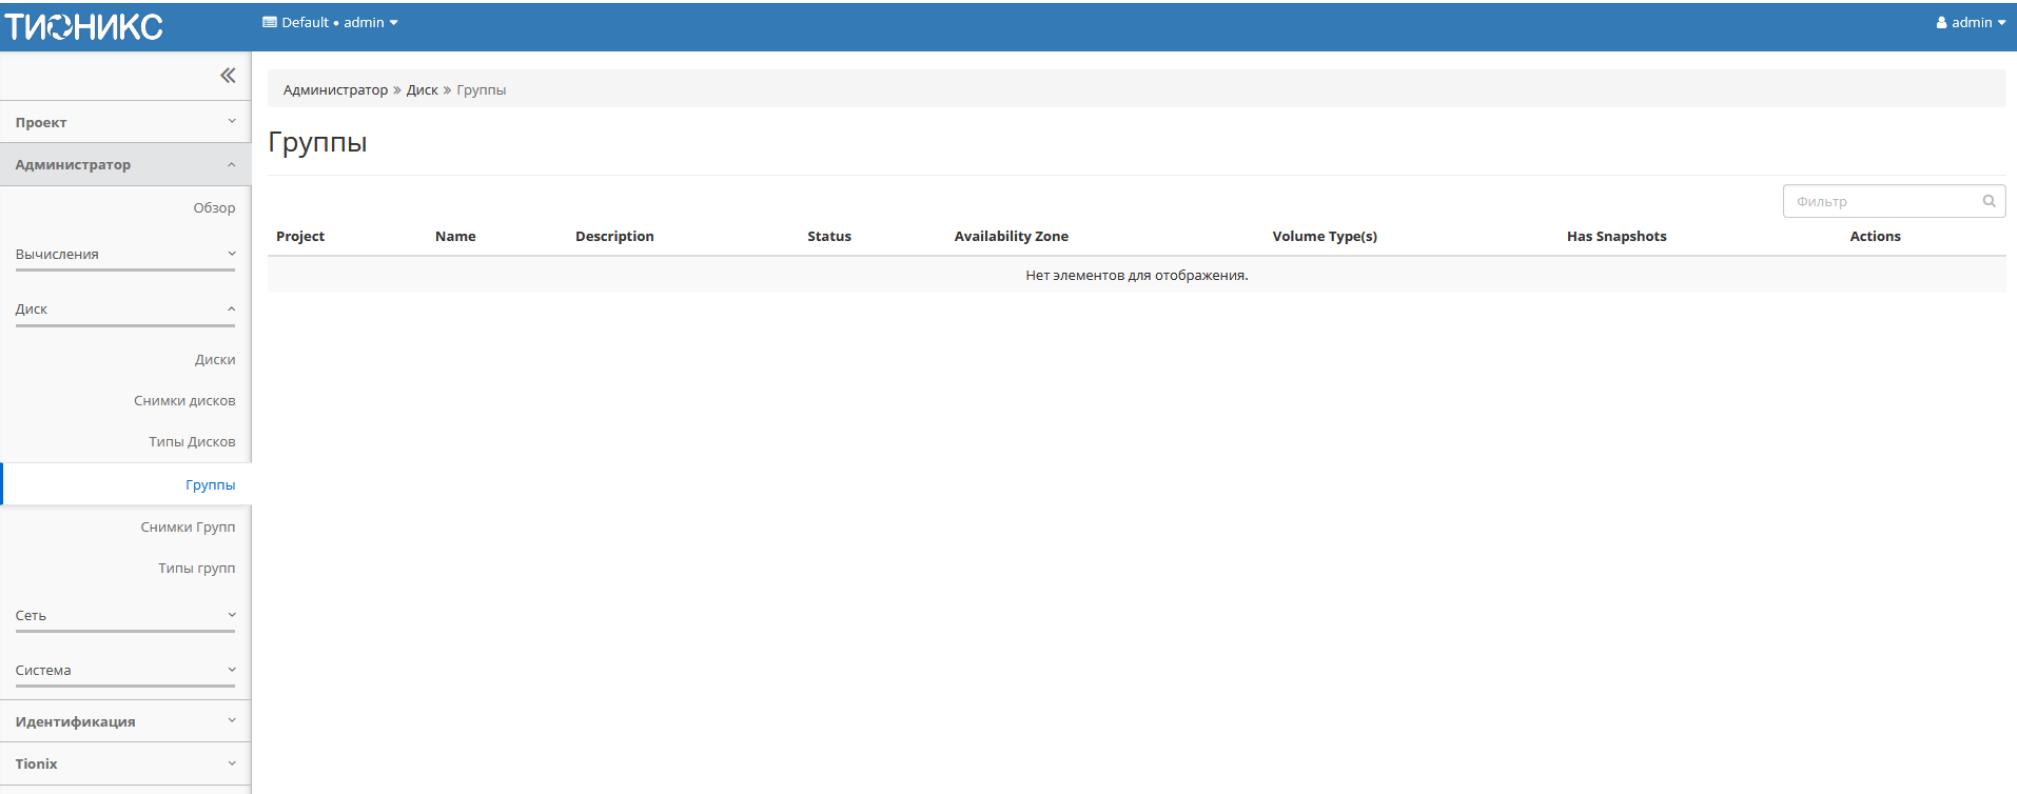 ТИОНИКС
Default • admin
admin
Администратор » Диск » Группы
Проект
Администратор
Обзор
Вычисления
Диск
Диски
Снимки дисков
Типы Дисков
Группы
Снимки Групп
Типы групп
Сеть
Система
Идентификация
Tionix
Группы
Фильтр
Project Name Description Status Availability Zone Volume Type(s) Has Snapshots Actions
Нет элементов для отображения.